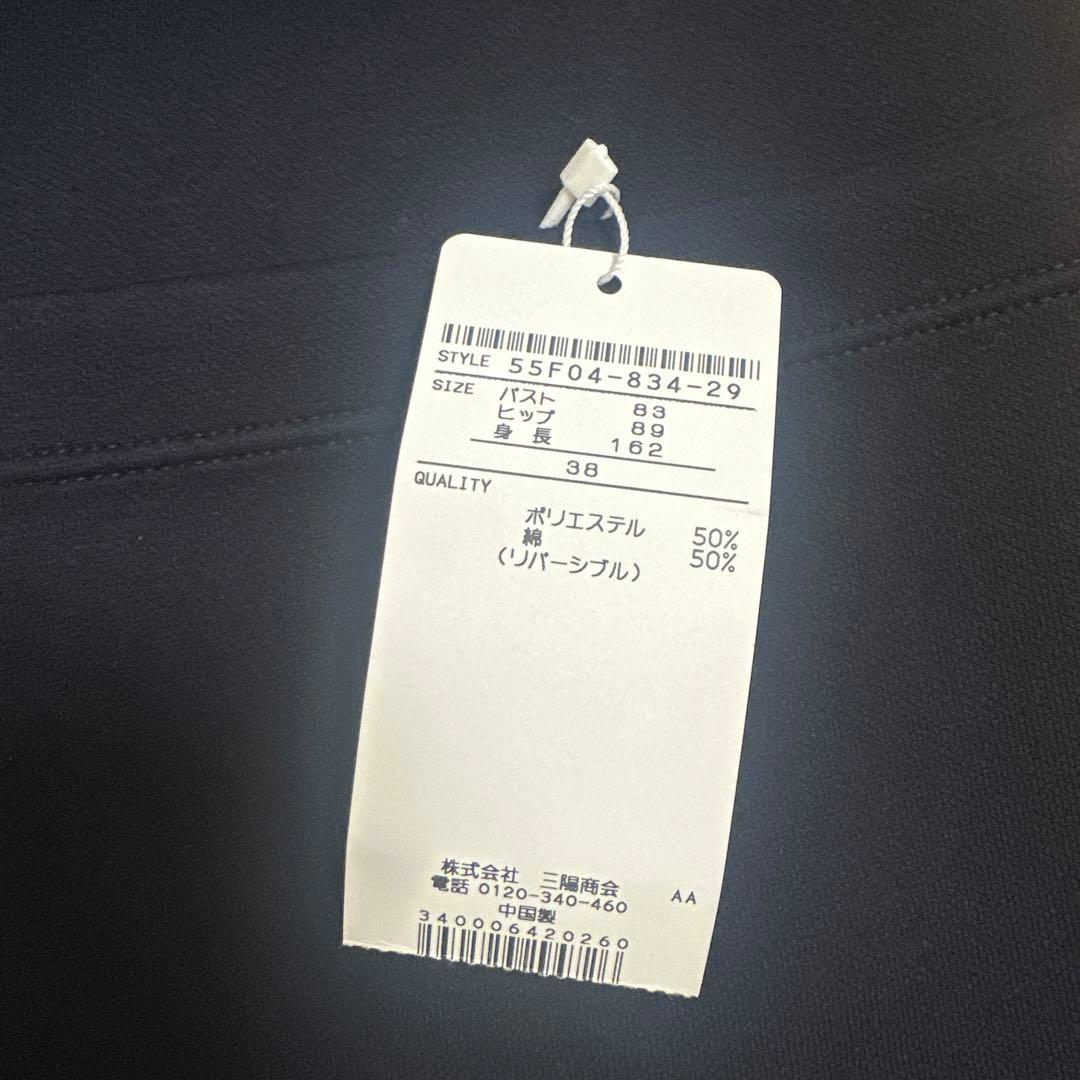 STYLE 55F04-834-29
SIZE バスト 83
ヒップ 89
身長 162
38
QUALITY
ポリエステル 50%
綿 50%
(リバーシブル)
株式会社 三陽商会
電話 0120-340-460 AA
中国製
340006420260